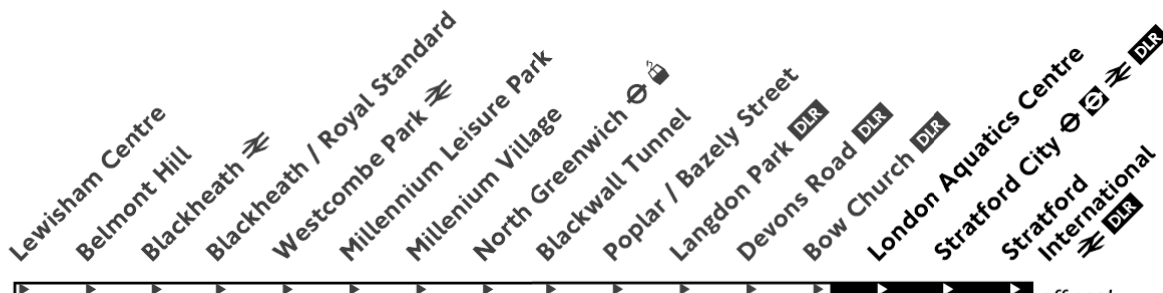 Lewisham Centre
Belmont Hill
Blackheath
Blackheath / Royal Standard
Westcombe Park
Millennium Leisure Park
Millenium Village
North Greenwich
Blackwall Tunnel
Poplar / Bazely Street
Langdon Park DLR
Devons Road DLR
Bow Church DLR
London Aquatics Centre
Stratford City DLR
Stratford
International
DLR